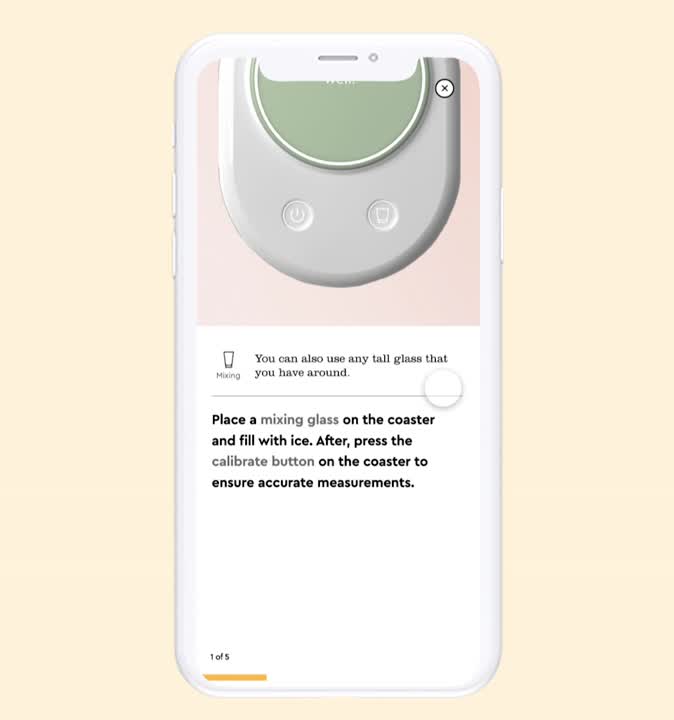 well.
You can also use any tall glass that
you have around.
Mixing
Place a mixing glass on the coaster
and fill with ice. After, press the
calibrate button on the coaster to
ensure accurate measurements.
1 of 5